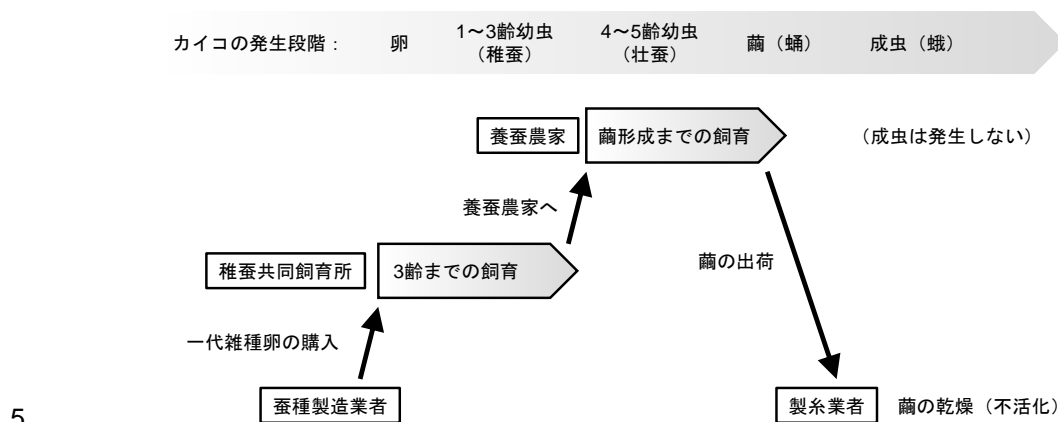 カイコの発生段階： 卵 1～3齢幼虫（稚蚕） 4～5齢幼虫（壮蚕） 繭（蛹） 成虫（蛾）
養蚕農家 繭形成までの飼育 （成虫は発生しない）
養蚕農家へ
稚蚕共同飼育所 3齢までの飼育 繭の出荷
一代雑種卵の購入
5 蚕種製造業者 製糸業者 繭の乾燥（不活化）